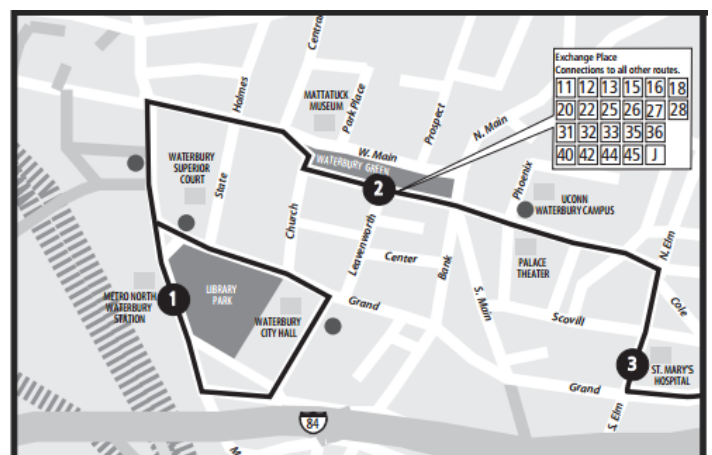 Exchange Place
Connections to all other routes.
11 12 13 15 16 18
20 22 25 26 27 28
31 32 33 35 36
40 42 44 45 J
Central
Holmes
MATTATUCK
MUSEUM
Park Place
Prospect
N. Main
W. Main
WATERBURY GREEN
WATERBURY
SUPERIOR
COURT
State
Church
2
Phoenix
UCONN
WATERBURY CAMPUS
Leavenworth
Center
Bank
PALACE
THEATER
N. Elm
Cole
S. Main
METRO NORTH
WATERBURY
STATION
1
LIBRARY
PARK
WATERBURY
CITY HALL
Grand
Scovill
3
ST. MARY'S
HOSPITAL
Grand
S. Elm
84